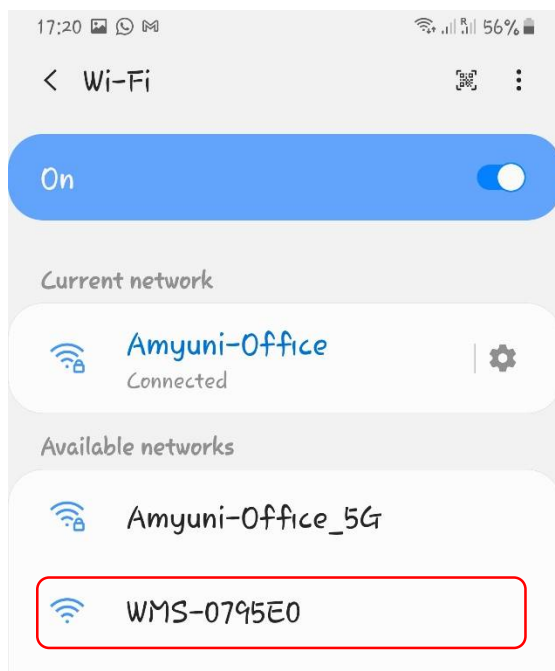 17:20 56%
Wi-Fi
On
Current network
Amyuni-Office
Connected
Available networks
Amyuni-Office_5G
WMS-0795E0